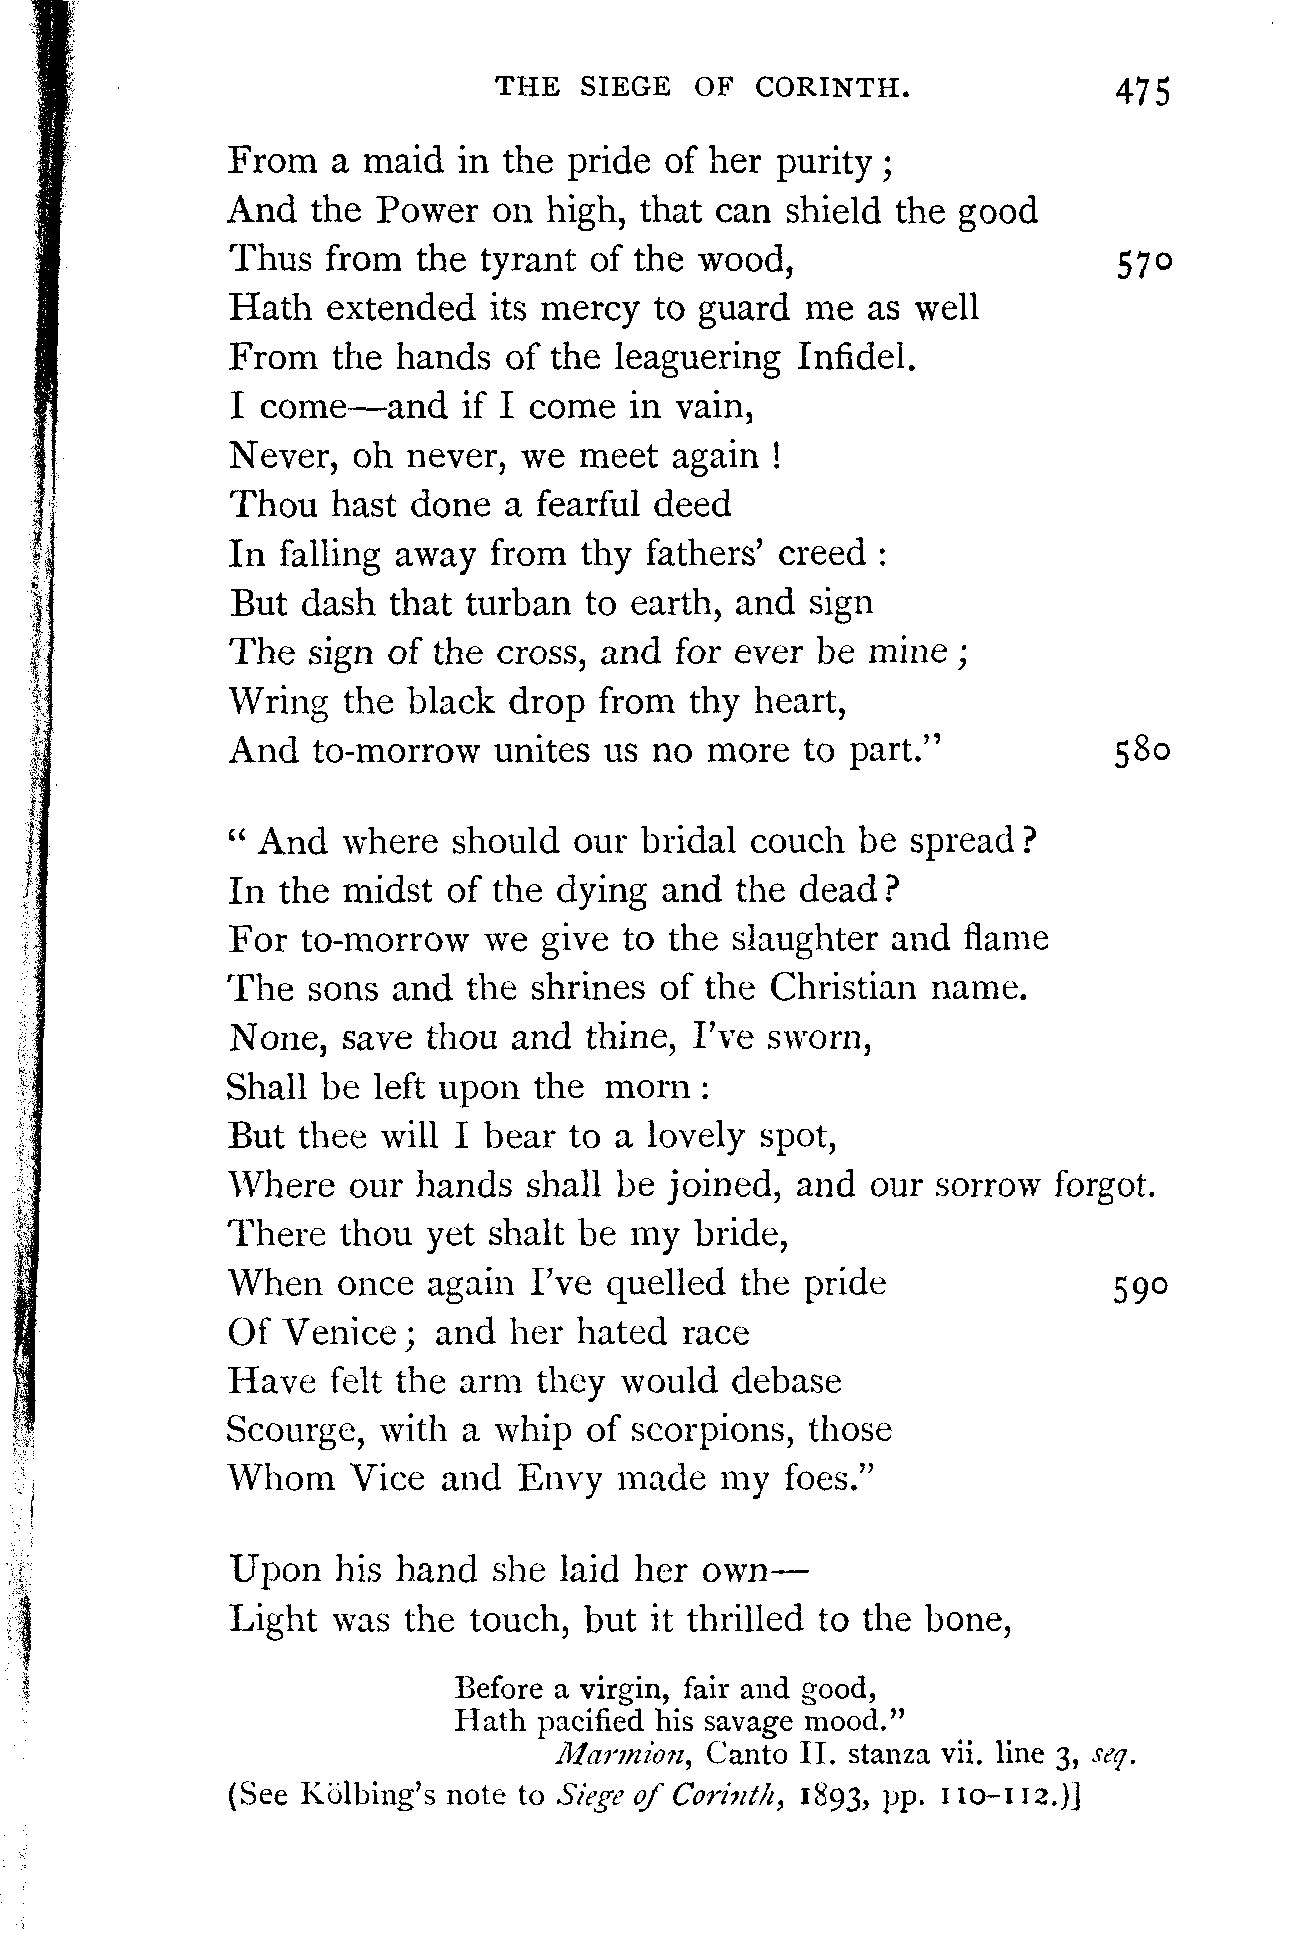 THE SIEGE OF CORINTH. 475
From a maid in the pride of her purity ;
And the Power on high, that can shield the good
Thus from the tyrant of the wood, 570
Hath extended its mercy to guard me as well
From the hands of the leaguering Infidel.
I come—and if I come in vain,
Never, oh never, we meet again !
Thou hast done a fearful deed
In falling away from thy fathers' creed :
But dash that turban to earth, and sign
The sign of the cross, and for ever be mine ;
Wring the black drop from thy heart,
And to-morrow unites us no more to part." 580
" And where should our bridal couch be spread ?
In the midst of the dying and the dead ?
For to-morrow we give to the slaughter and flame
The sons and the shrines of the Christian name.
None, save thou and thine, I've sworn,
Shall be left upon the morn :
But thee will I bear to a lovely spot,
Where our hands shall be joined, and our sorrow forgot.
There thou yet shalt be my bride,
When once again I've quelled the pride 590
Of Venice ; and her hated race
Have felt the arm they would debase
Scourge, with a whip of scorpions, those
Whom Vice and Envy made my foes."
Upon his hand she laid her own—
Light was the touch, but it thrilled to the bone,
Before a virgin, fair and good,
Hath pacified his savage mood."
Marmion, Canto II. stanza vii. line 3, seq.
(See Kölbing's note to Siege of Corinth, 1893, pp. 110-112.)]